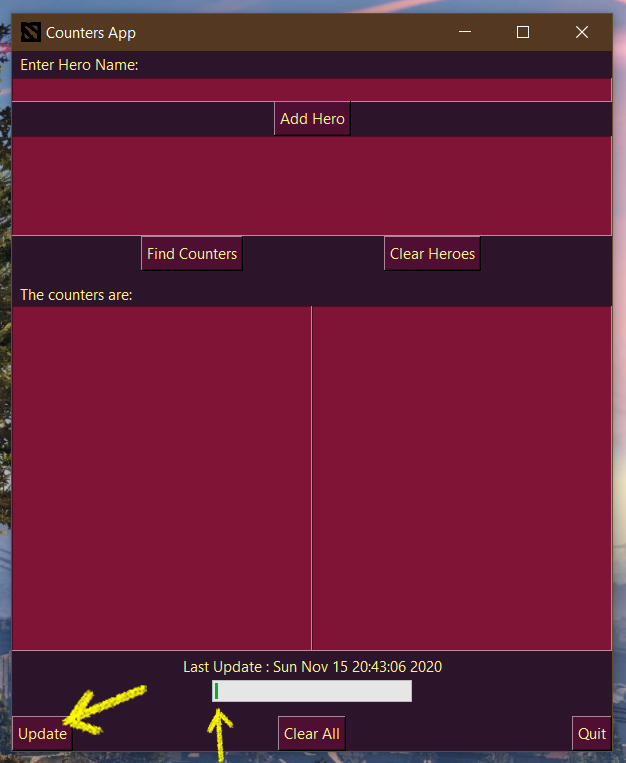 Counters App
Enter Hero Name:
Add Hero
Find Counters Clear Heroes
The counters are:
Last Update : Sun Nov 15 20:43:06 2020
Update Clear All Quit